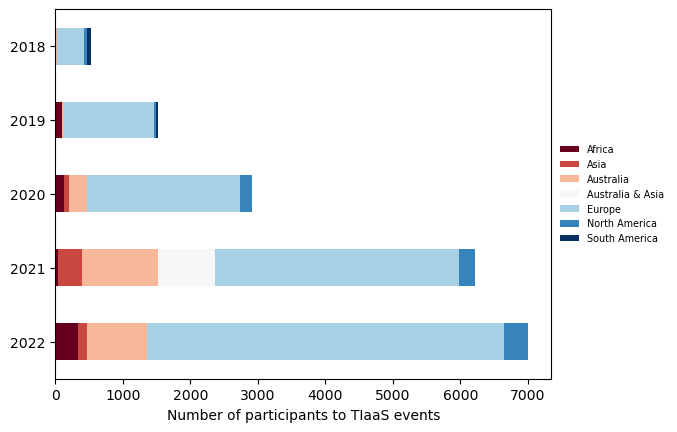 2018
2019
2020
2021
2022
0 1000 2000 3000 4000 5000 6000 7000
Number of participants to TIaaS events
Africa
Asia
Australia
Australia & Asia
Europe
North America
South America